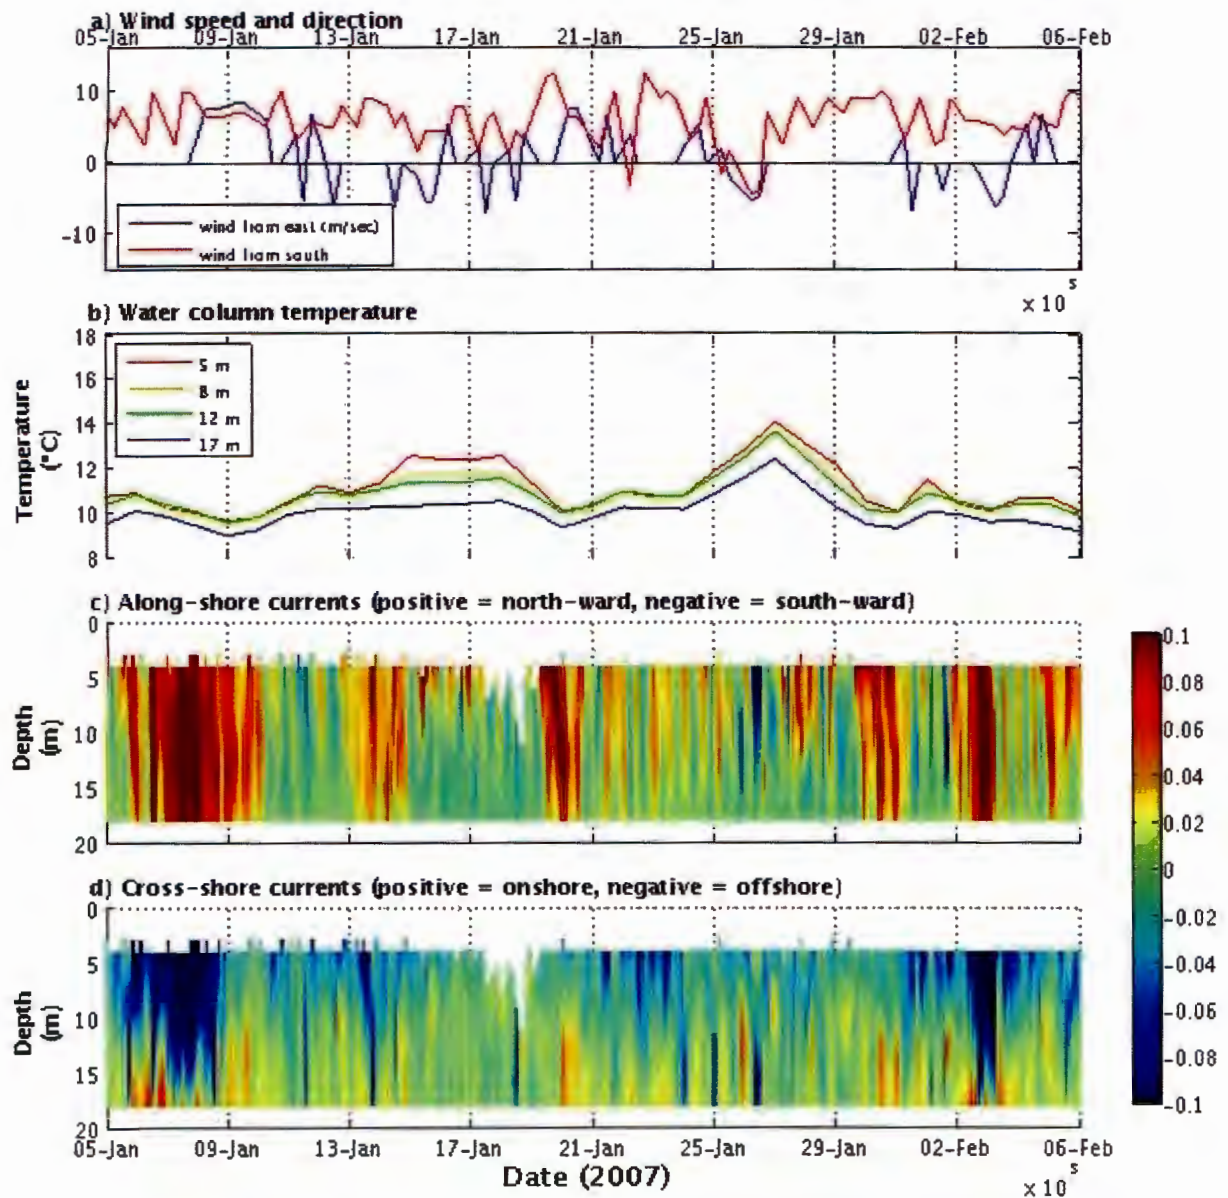 a) Wind speed and direction
05-Jan 09-Jan 13-Jan 17-Jan 21-Jan 25-Jan 29-Jan 02-Feb 06-Feb
10
0
-10
wind from east (m/sec)
wind from south
x 10^5
b) Water column temperature
18
16
14
12
10
8
Temperature
(°C)
5 m
8 m
12 m
17 m
c) Along-shore currents (positive = north-ward, negative = south-ward)
0
5
10
15
20
Depth
(m)
0.1
0.08
0.06
0.04
0.02
0
-0.02
-0.04
-0.06
-0.08
-0.1
d) Cross-shore currents (positive = onshore, negative = offshore)
0
5
10
15
20
Depth
(m)
05-Jan 09-Jan 13-Jan 17-Jan 21-Jan 25-Jan 29-Jan 02-Feb 06-Feb
Date (2007)
x 10^5